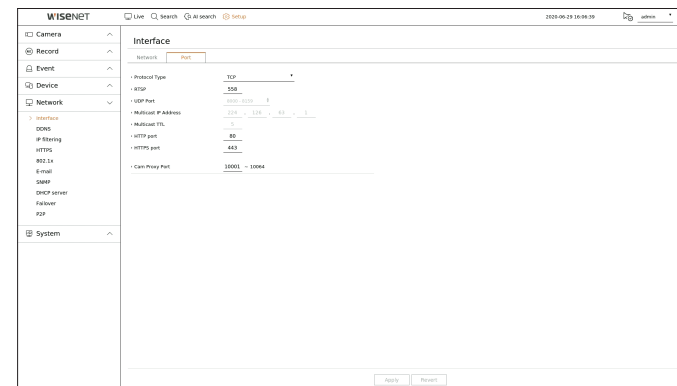 WISENET
Live Search AI search Setup
2020-06-29 16:06:39
admin
Camera
Record
Event
Device
Network
Interface
DDNS
IP filtering
HTTPS
802.1x
E-mail
SNMP
DHCP server
Failover
P2P
System
Interface
Network Port
Protocol Type TCP
RTSP 558
UDP Port
Multicast IP Address 224 . 126 . 63 . 1
Multicast TTL 5
HTTP port 80
HTTPS port 443
Cam Proxy Port 10001 ~ 10064
Apply Revert